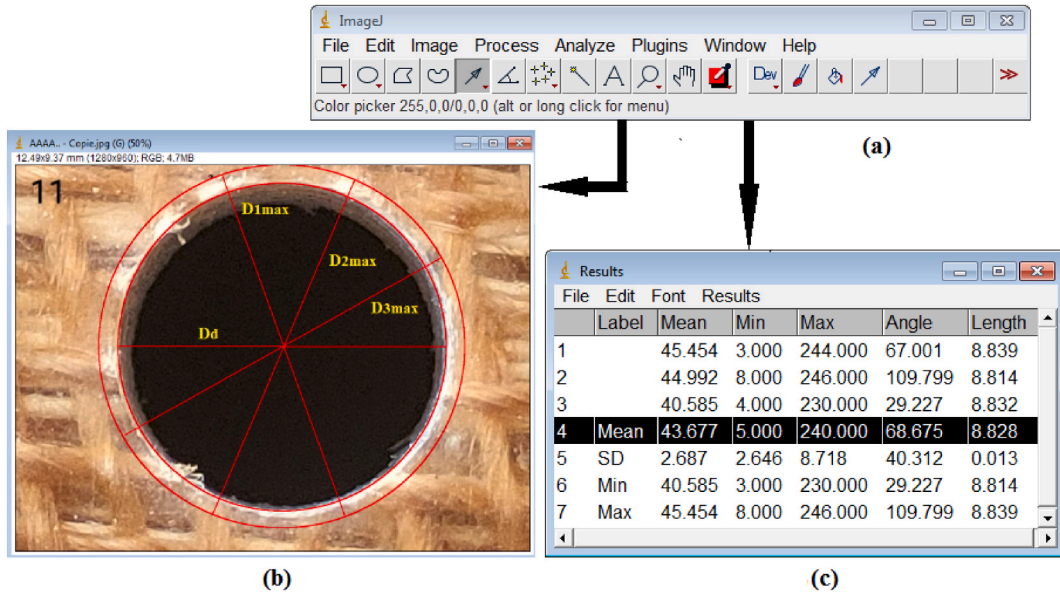 ImageJ
File Edit Image Process Analyze Plugins Window Help
A Dev >>
Color picker 255,0,0/0,0,0 (alt or long click for menu)
(a)
AAAA.. - Copie.jpg (G) (50%)
12.49x9.37 mm (1280x960); RGB; 4.7MB
11
D1max
D2max
D3max
Dd
(b)
Results
File Edit Font Results
Label Mean Min Max Angle Length
1 45.454 3.000 244.000 67.001 8.839
2 44.992 8.000 246.000 109.799 8.814
3 40.585 4.000 230.000 29.227 8.832
4 Mean 43.677 5.000 240.000 68.675 8.828
5 SD 2.687 2.646 8.718 40.312 0.013
6 Min 40.585 3.000 230.000 29.227 8.814
7 Max 45.454 8.000 246.000 109.799 8.839
(c)